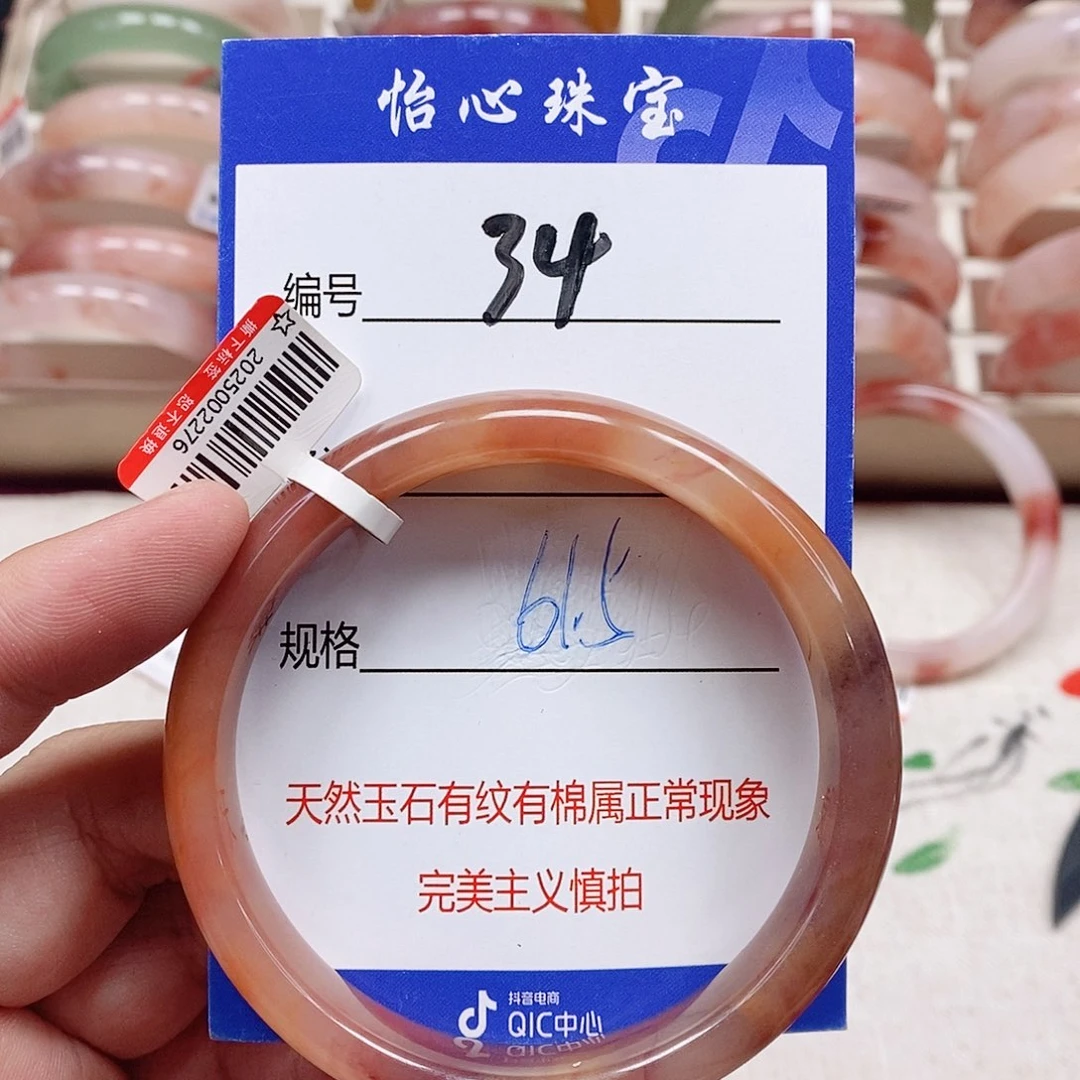 怡心珠宝
34
编号
撕下标签 恕不退换
2025002276
61.5
规格
天然玉石有纹有棉属正常现象
完美主义慎拍
抖音电商
QIC中心